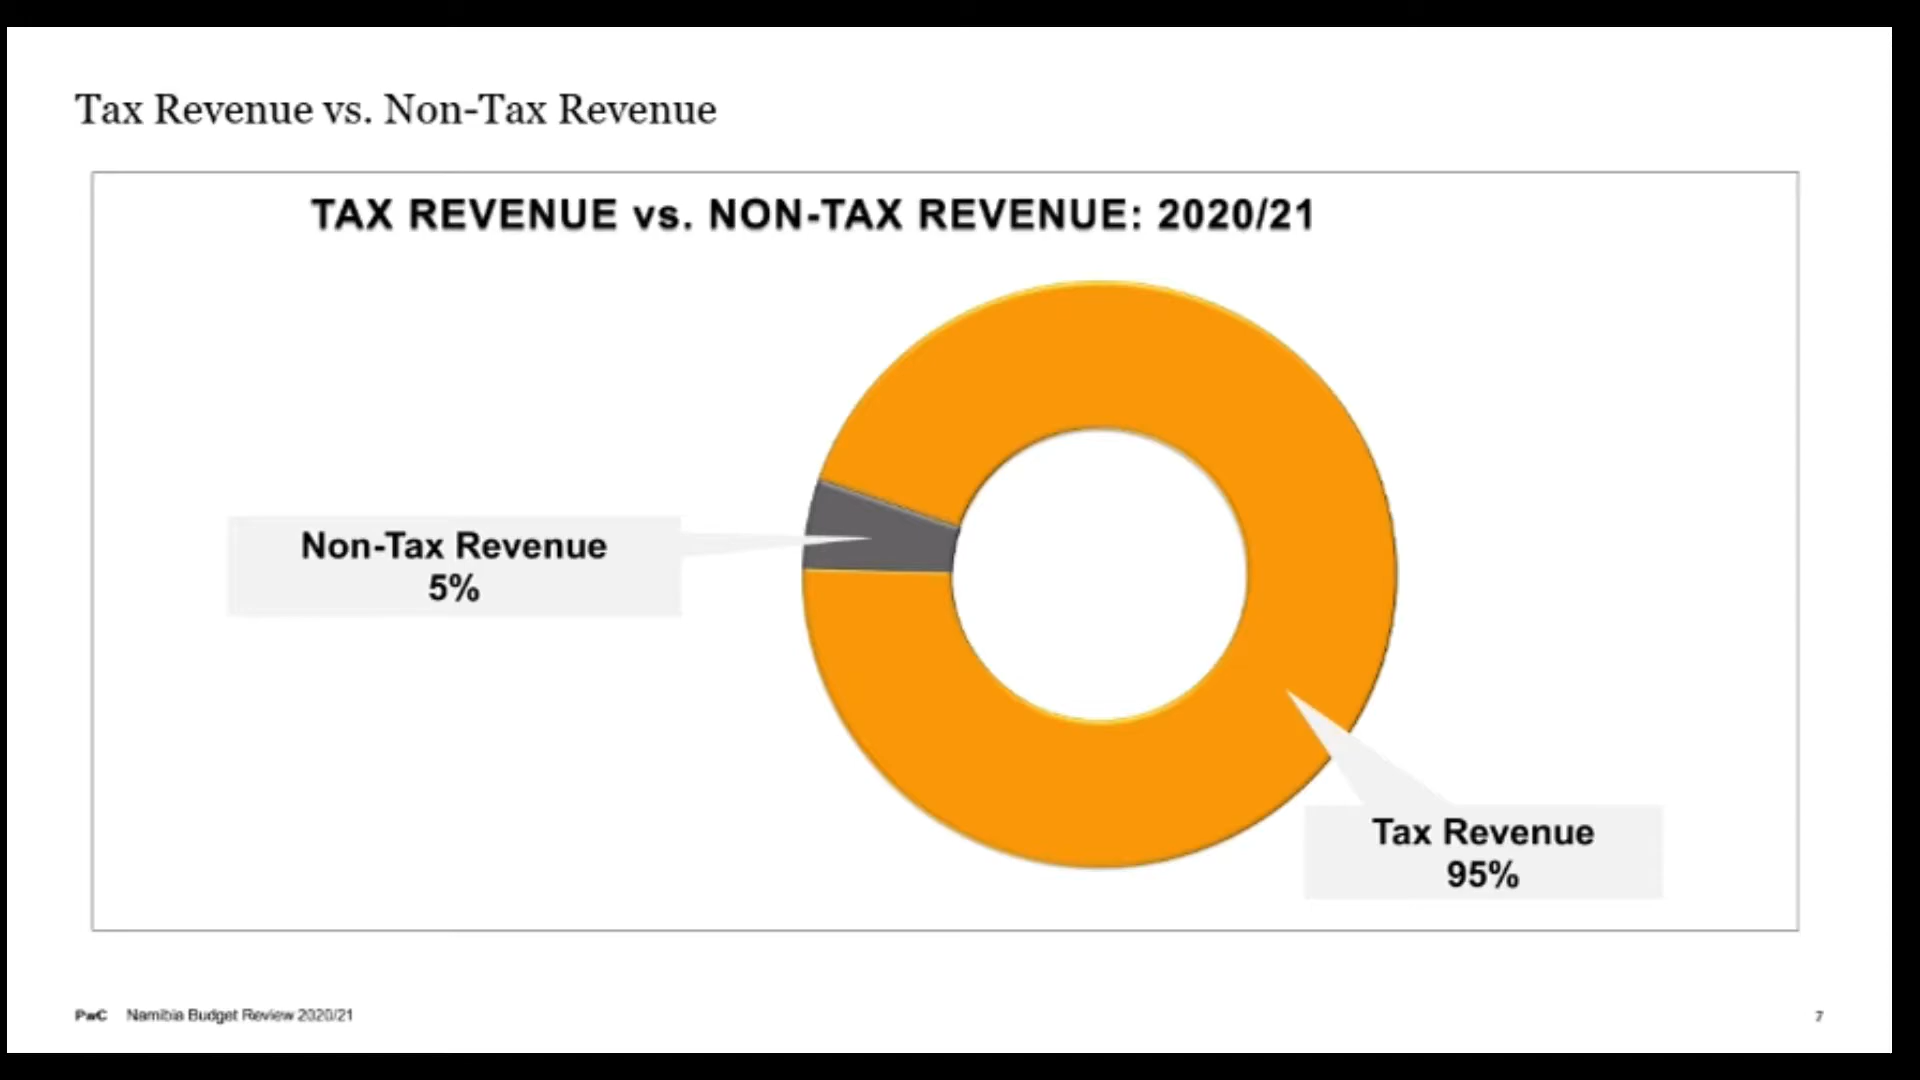 Tax Revenue vs. Non-Tax Revenue
TAX REVENUE vs. NON-TAX REVENUE: 2020/21
Non-Tax Revenue
5%
Tax Revenue
95%
PwC Namibia Budget Review 2020/21
7